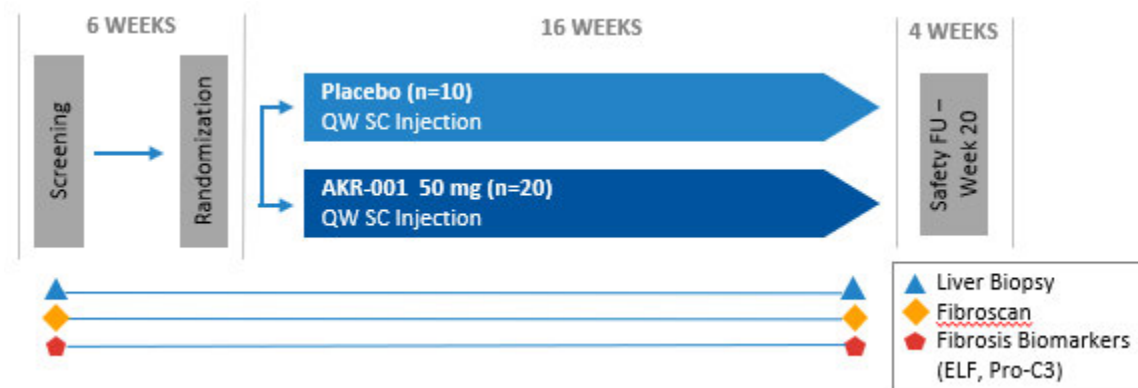 6 WEEKS
16 WEEKS
4 WEEKS
Screening
Randomization
Placebo (n=10)
QW SC Injection
AKR-001 50 mg (n=20)
QW SC Injection
Safety FU –
Week 20
Liver Biopsy
Fibroscan
Fibrosis Biomarkers
(ELF, Pro-C3)